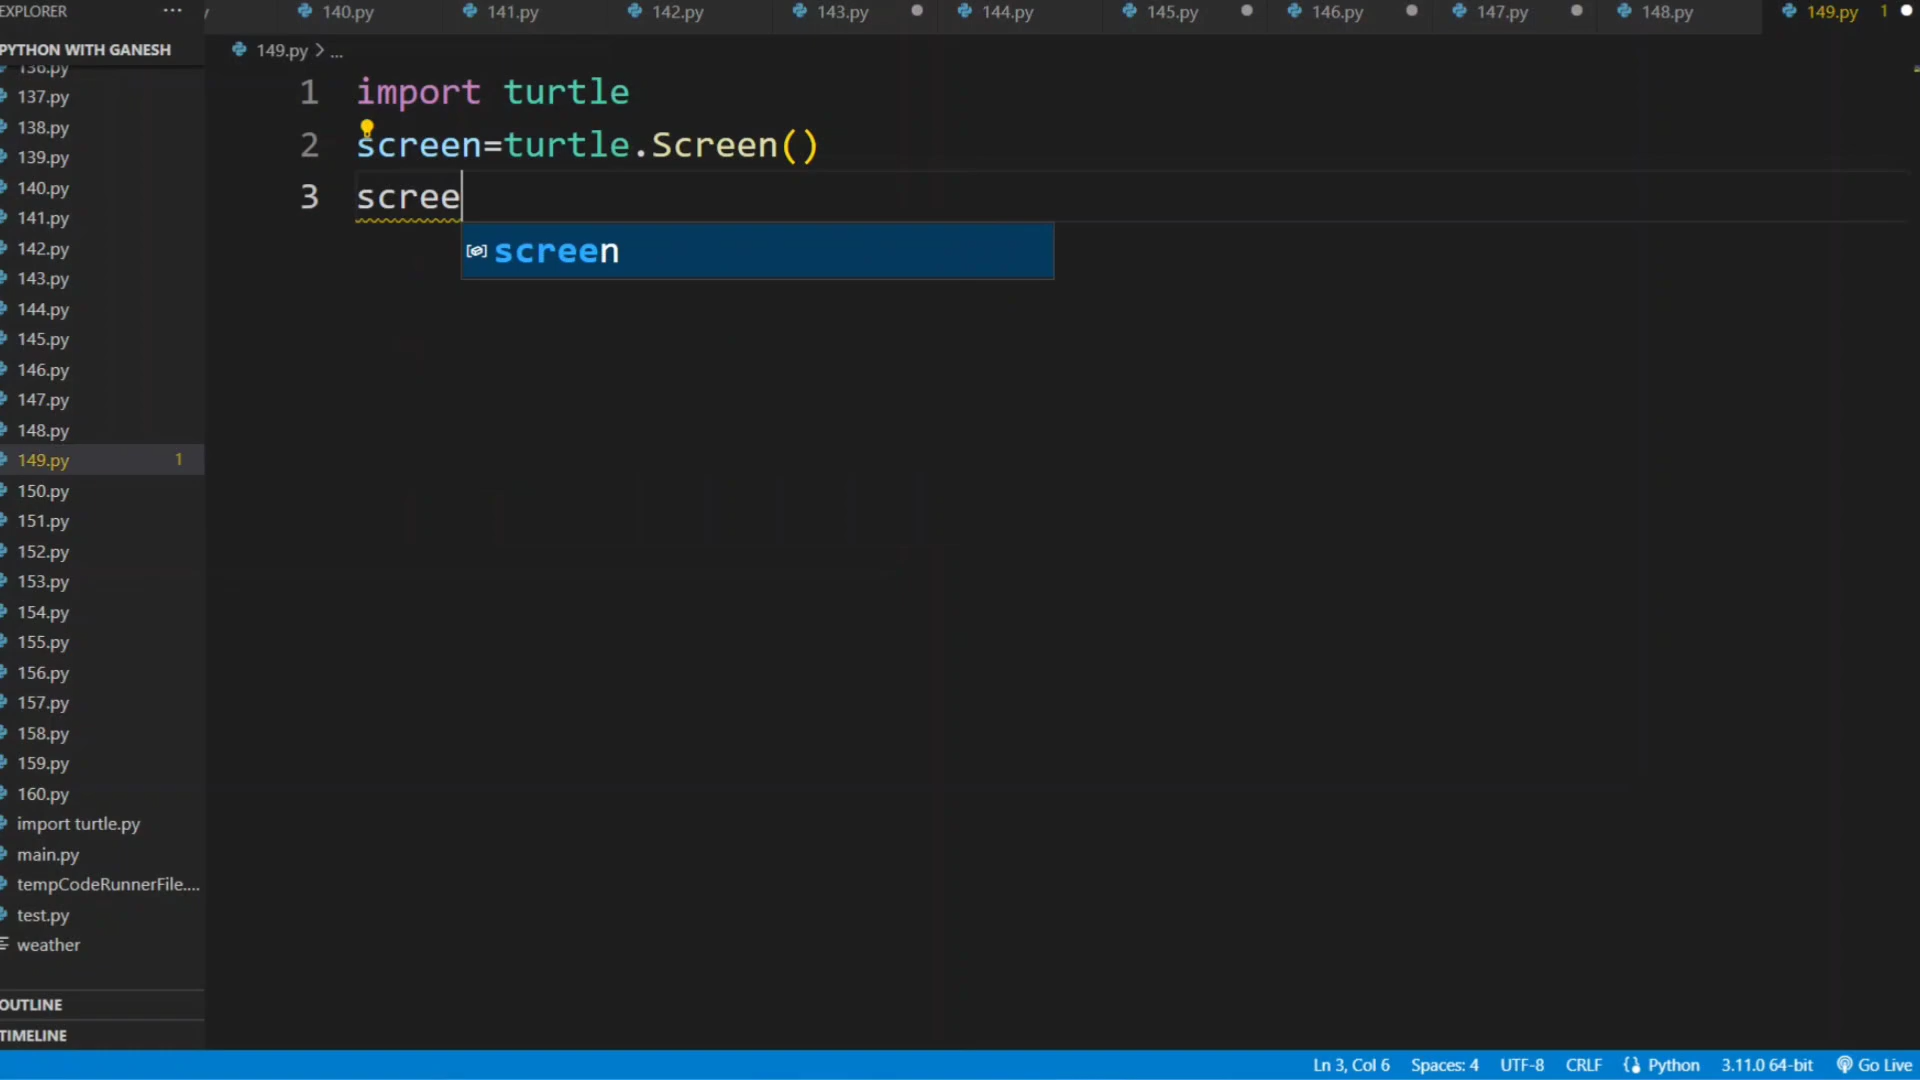 EXPLORER ...
140.py 141.py 142.py 143.py 144.py 145.py 146.py 147.py 148.py 149.py 1
PYTHON WITH GANESH
149.py > ...
136.py
137.py
138.py
139.py
140.py
141.py
142.py
143.py
144.py
145.py
146.py
147.py
148.py
149.py 1
150.py
151.py
152.py
153.py
154.py
155.py
156.py
157.py
158.py
159.py
160.py
import turtle.py
main.py
tempCodeRunnerFile....
test.py
weather
OUTLINE
TIMELINE
1 import turtle
2 screen=turtle.Screen()
3 scree
screen
Ln 3, Col 6 Spaces: 4 UTF-8 CRLF Python 3.11.0 64-bit Go Live